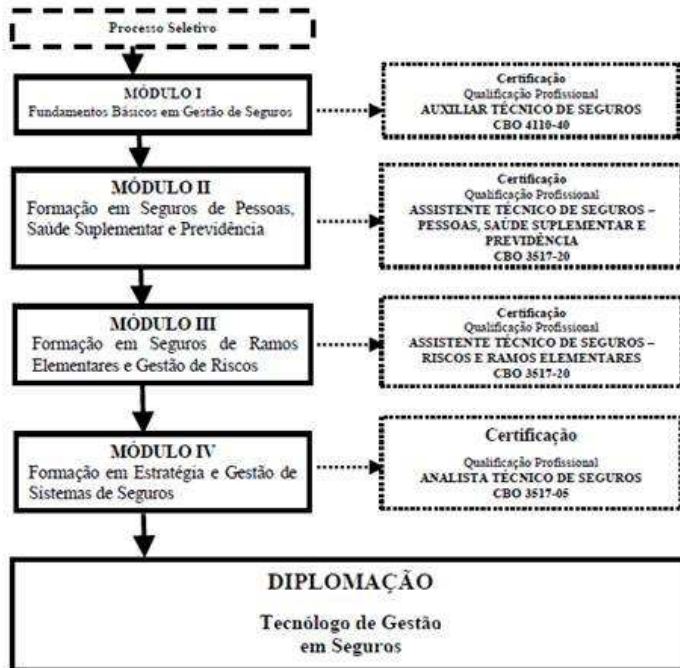 Processo Seletivo
MÓDULO I
Fundamentos Básicos em Gestão de Seguros
Certificação
Qualificação Profissional
AUXILIAR TÉCNICO DE SEGUROS
CBO 4110-40
MÓDULO II
Formação em Seguros de Pessoas,
Saúde Suplementar e Previdência
Certificação
Qualificação Profissional
ASSISTENTE TÉCNICO DE SEGUROS –
PESSOAS, SAÚDE SUPLEMENTAR E
PREVIDÊNCIA
CBO 3517-20
MÓDULO III
Formação em Seguros de Ramos
Elementares e Gestão de Riscos
Certificação
Qualificação Profissional
ASSISTENTE TÉCNICO DE SEGUROS –
RISCOS E RAMOS ELEMENTARES
CBO 3517-20
MÓDULO IV
Formação em Estratégia e Gestão de
Sistemas de Seguros
Certificação
Qualificação Profissional
ANALISTA TÉCNICO DE SEGUROS
CBO 3517-05
DIPLOMAÇÃO
Tecnólogo de Gestão
em Seguros